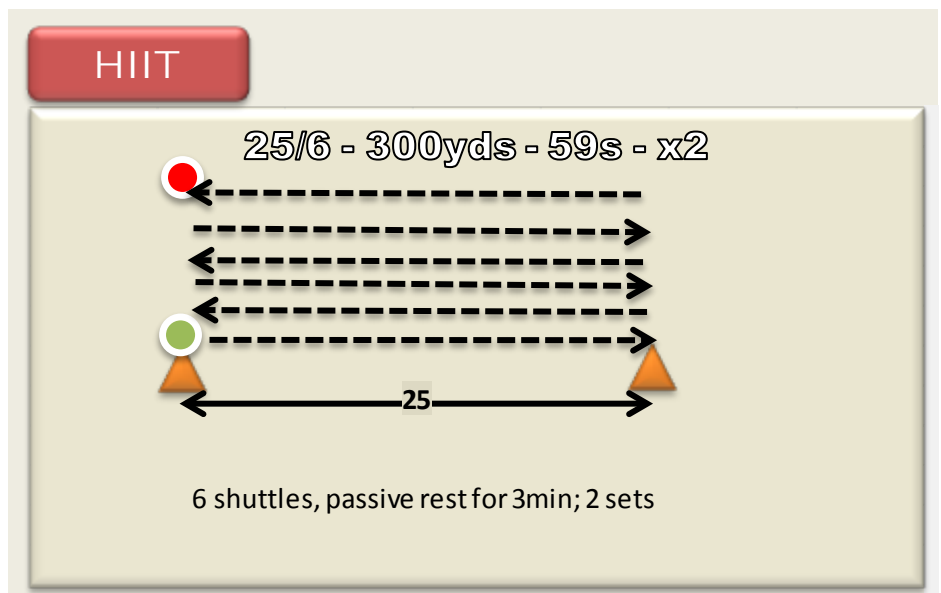 HIIT
25/6 - 300yds - 59s - x2
25
6 shuttles, passive rest for 3min; 2 sets